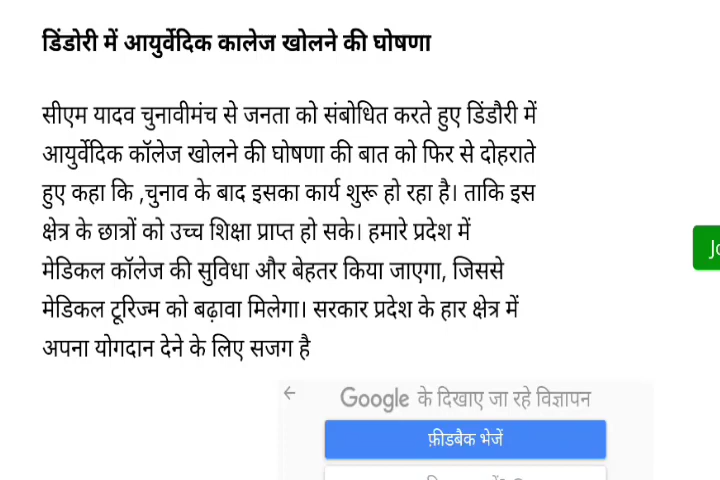 डिंडोरी में आयुर्वेदिक कालेज खोलने की घोषणा
सीएम यादव चुनावीमंच से जनता को संबोधित करते हुए डिंडौरी में
आयुर्वेदिक कॉलेज खोलने की घोषणा की बात को फिर से दोहराते
हुए कहा कि ,चुनाव के बाद इसका कार्य शुरू हो रहा है। ताकि इस
क्षेत्र के छात्रों को उच्च शिक्षा प्राप्त हो सके। हमारे प्रदेश में
मेडिकल कॉलेज की सुविधा और बेहतर किया जाएगा, जिससे
मेडिकल टूरिज्म को बढ़ावा मिलेगा। सरकार प्रदेश के हार क्षेत्र में
अपना योगदान देने के लिए सजग है
Google के दिखाए जा रहे विज्ञापन
फ़ीडबैक भेजें